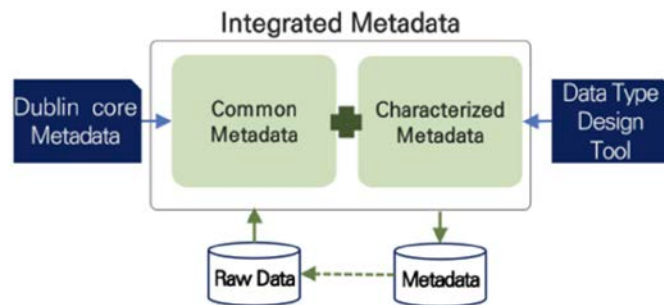 Integrated Metadata
Dublin core
Metadata
Common
Metadata
Characterized
Metadata
Data Type
Design
Tool
Raw Data
Metadata